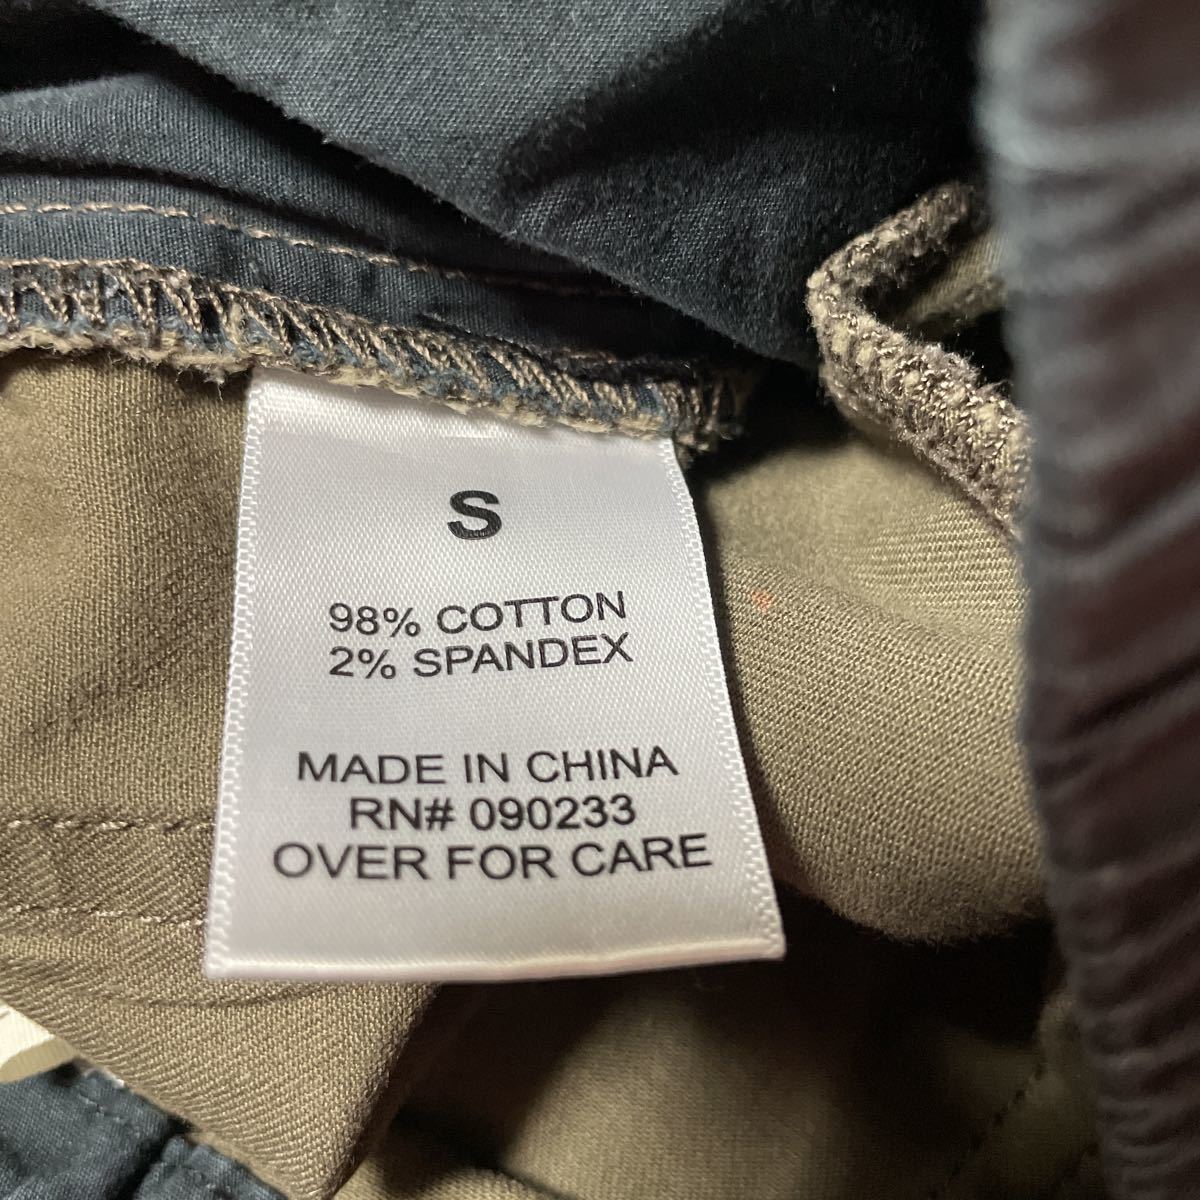 S
98% COTTON
2% SPANDEX
MADE IN CHINA
RN# 090233
OVER FOR CARE